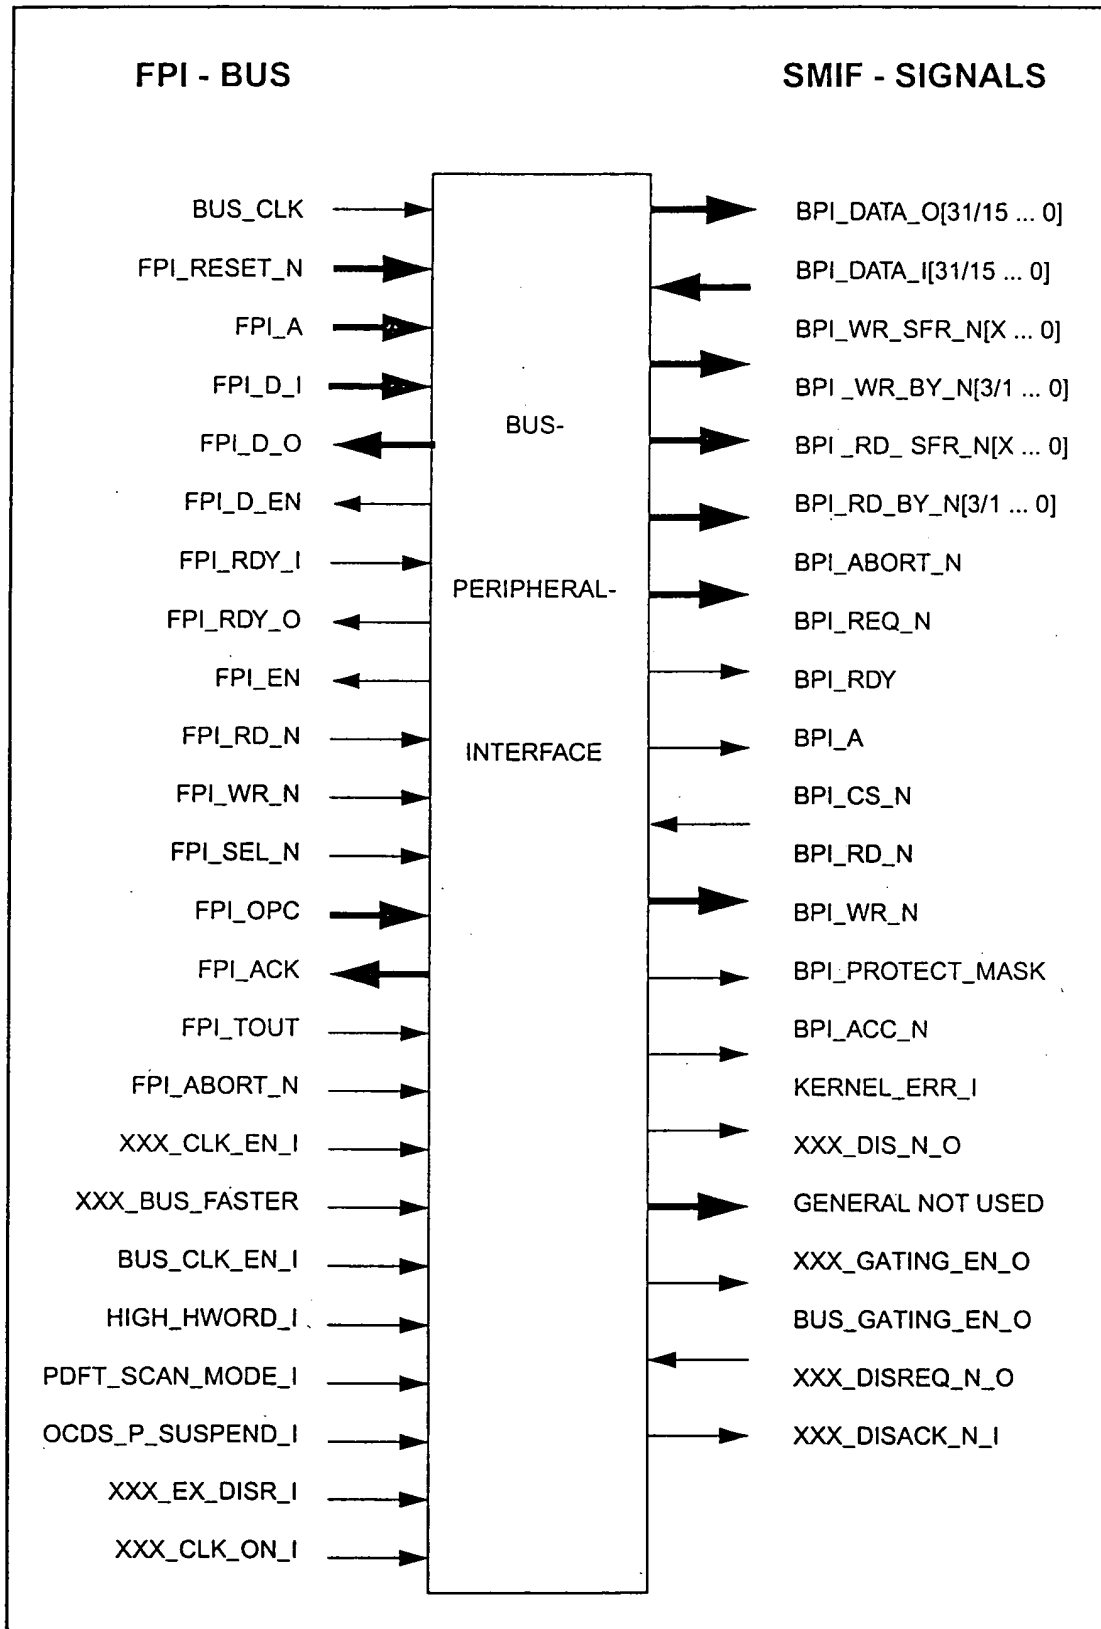 FPI - BUS
SMIF - SIGNALS
BUS_CLK
FPI_RESET_N
FPI_A
FPI_D_I
FPI_D_O
FPI_D_EN
FPI_RDY_I
FPI_RDY_O
FPI_EN
FPI_RD_N
FPI_WR_N
FPI_SEL_N
FPI_OPC
FPI_ACK
FPI_TOUT
FPI_ABORT_N
XXX_CLK_EN_I
XXX_BUS_FASTER
BUS_CLK_EN_I
HIGH_HWORD_I
PDFT_SCAN_MODE_I
OCDS_P_SUSPEND_I
XXX_EX_DISR_I
XXX_CLK_ON_I
BUS-
PERIPHERAL-
INTERFACE
BPI_DATA_O[31/15 ... 0]
BPI_DATA_I[31/15 ... 0]
BPI_WR_SFR_N[X ... 0]
BPI _WR_BY_N[3/1 ... 0]
BPI _RD_ SFR_N[X ... 0]
BPI_RD_BY_N[3/1 ... 0]
BPI_ABORT_N
BPI_REQ_N
BPI_RDY
BPI_A
BPI_CS_N
BPI_RD_N
BPI_WR_N
BPI_PROTECT_MASK
BPI_ACC_N
KERNEL_ERR_I
XXX_DIS_N_O
GENERAL NOT USED
XXX_GATING_EN_O
BUS_GATING_EN_O
XXX_DISREQ_N_O
XXX_DISACK_N_I